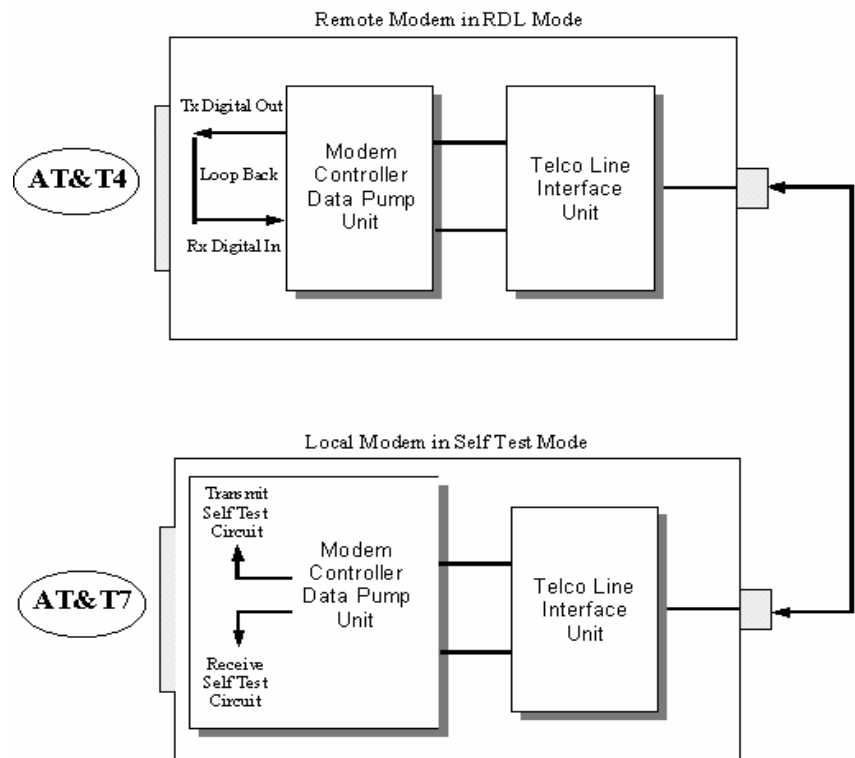 Remote Modem in RDL Mode
Tx Digital Out
AT&T4
Loop Back
Rx Digital In
Modem
Controller
Data Pump
Unit
Telco Line
Interface
Unit
Local Modem in Self Test Mode
Transmit
Self Test
Circuit
AT&T7
Receive
Self Test
Circuit
Modem
Controller
Data Pump
Unit
Telco Line
Interface
Unit